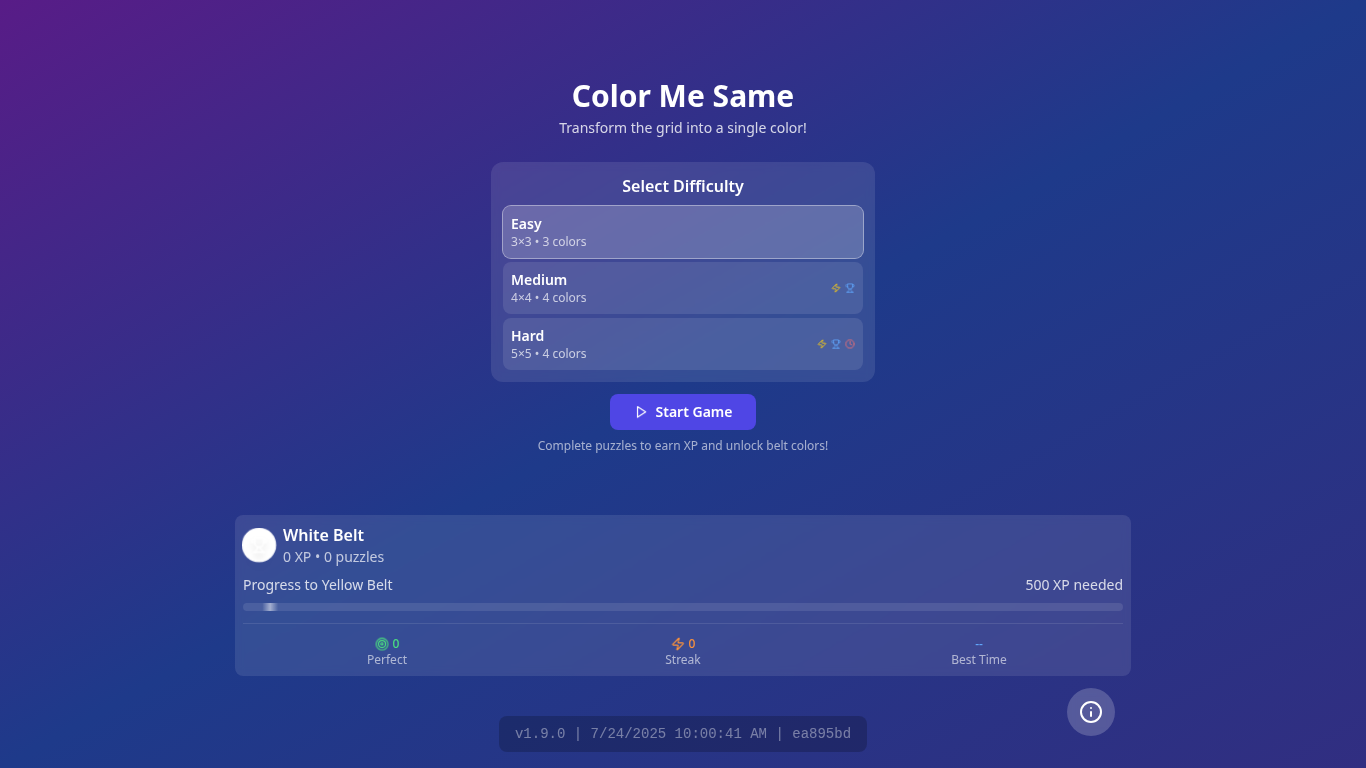 Color Me Same
Transform the grid into a single color!
Select Difficulty
Easy
3×3 • 3 colors
Medium
4×4 • 4 colors
Hard
5×5 • 4 colors
Start Game
Complete puzzles to earn XP and unlock belt colors!
White Belt
0 XP • 0 puzzles
Progress to Yellow Belt 500 XP needed
0 0 --
Perfect Streak Best Time
v1.9.0 | 7/24/2025 10:00:41 AM | ea895bd